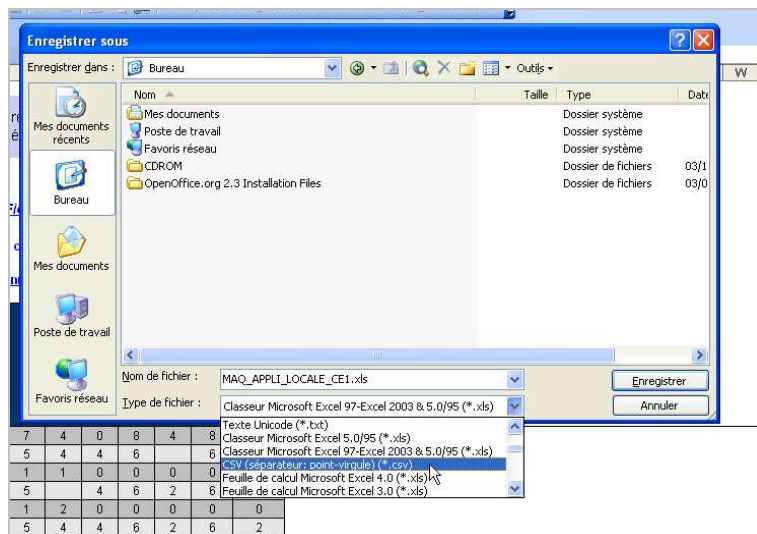 Enregistrer sous
W
Enregistrer dans :
Bureau
Outils
Nom
Taille
Type
Date
Mes documents récents
Bureau
Mes documents
Poste de travail
Favoris réseau
Mes documents
Dossier système
Poste de travail
Dossier système
Favoris réseau
Dossier système
CDROM
Dossier de fichiers
03/1
OpenOffice.org 2.3 Installation Files
Dossier de fichiers
03/0
Nom de fichier :
MAQ_APPLI_LOCALE_CE1.xls
Enregistrer
Type de fichier :
Classeur Microsoft Excel 97-Excel 2003 & 5.0/95 (*.xls)
Annuler
Texte Unicode (*.txt)
Classeur Microsoft Excel 5.0/95 (*.xls)
Classeur Microsoft Excel 97-Excel 2003 & 5.0/95 (*.xls)
CSV (séparateur: point-virgule) (*.csv)
Feuille de calcul Microsoft Excel 4.0 (*.xls)
Feuille de calcul Microsoft Excel 3.0 (*.xls)
7 4 0 8 4 8
5 4 4 6 6
1 1 0 0 0 0
5 4 6 2 6
1 2 0 0 0 0 0
5 4 4 6 2 6 2